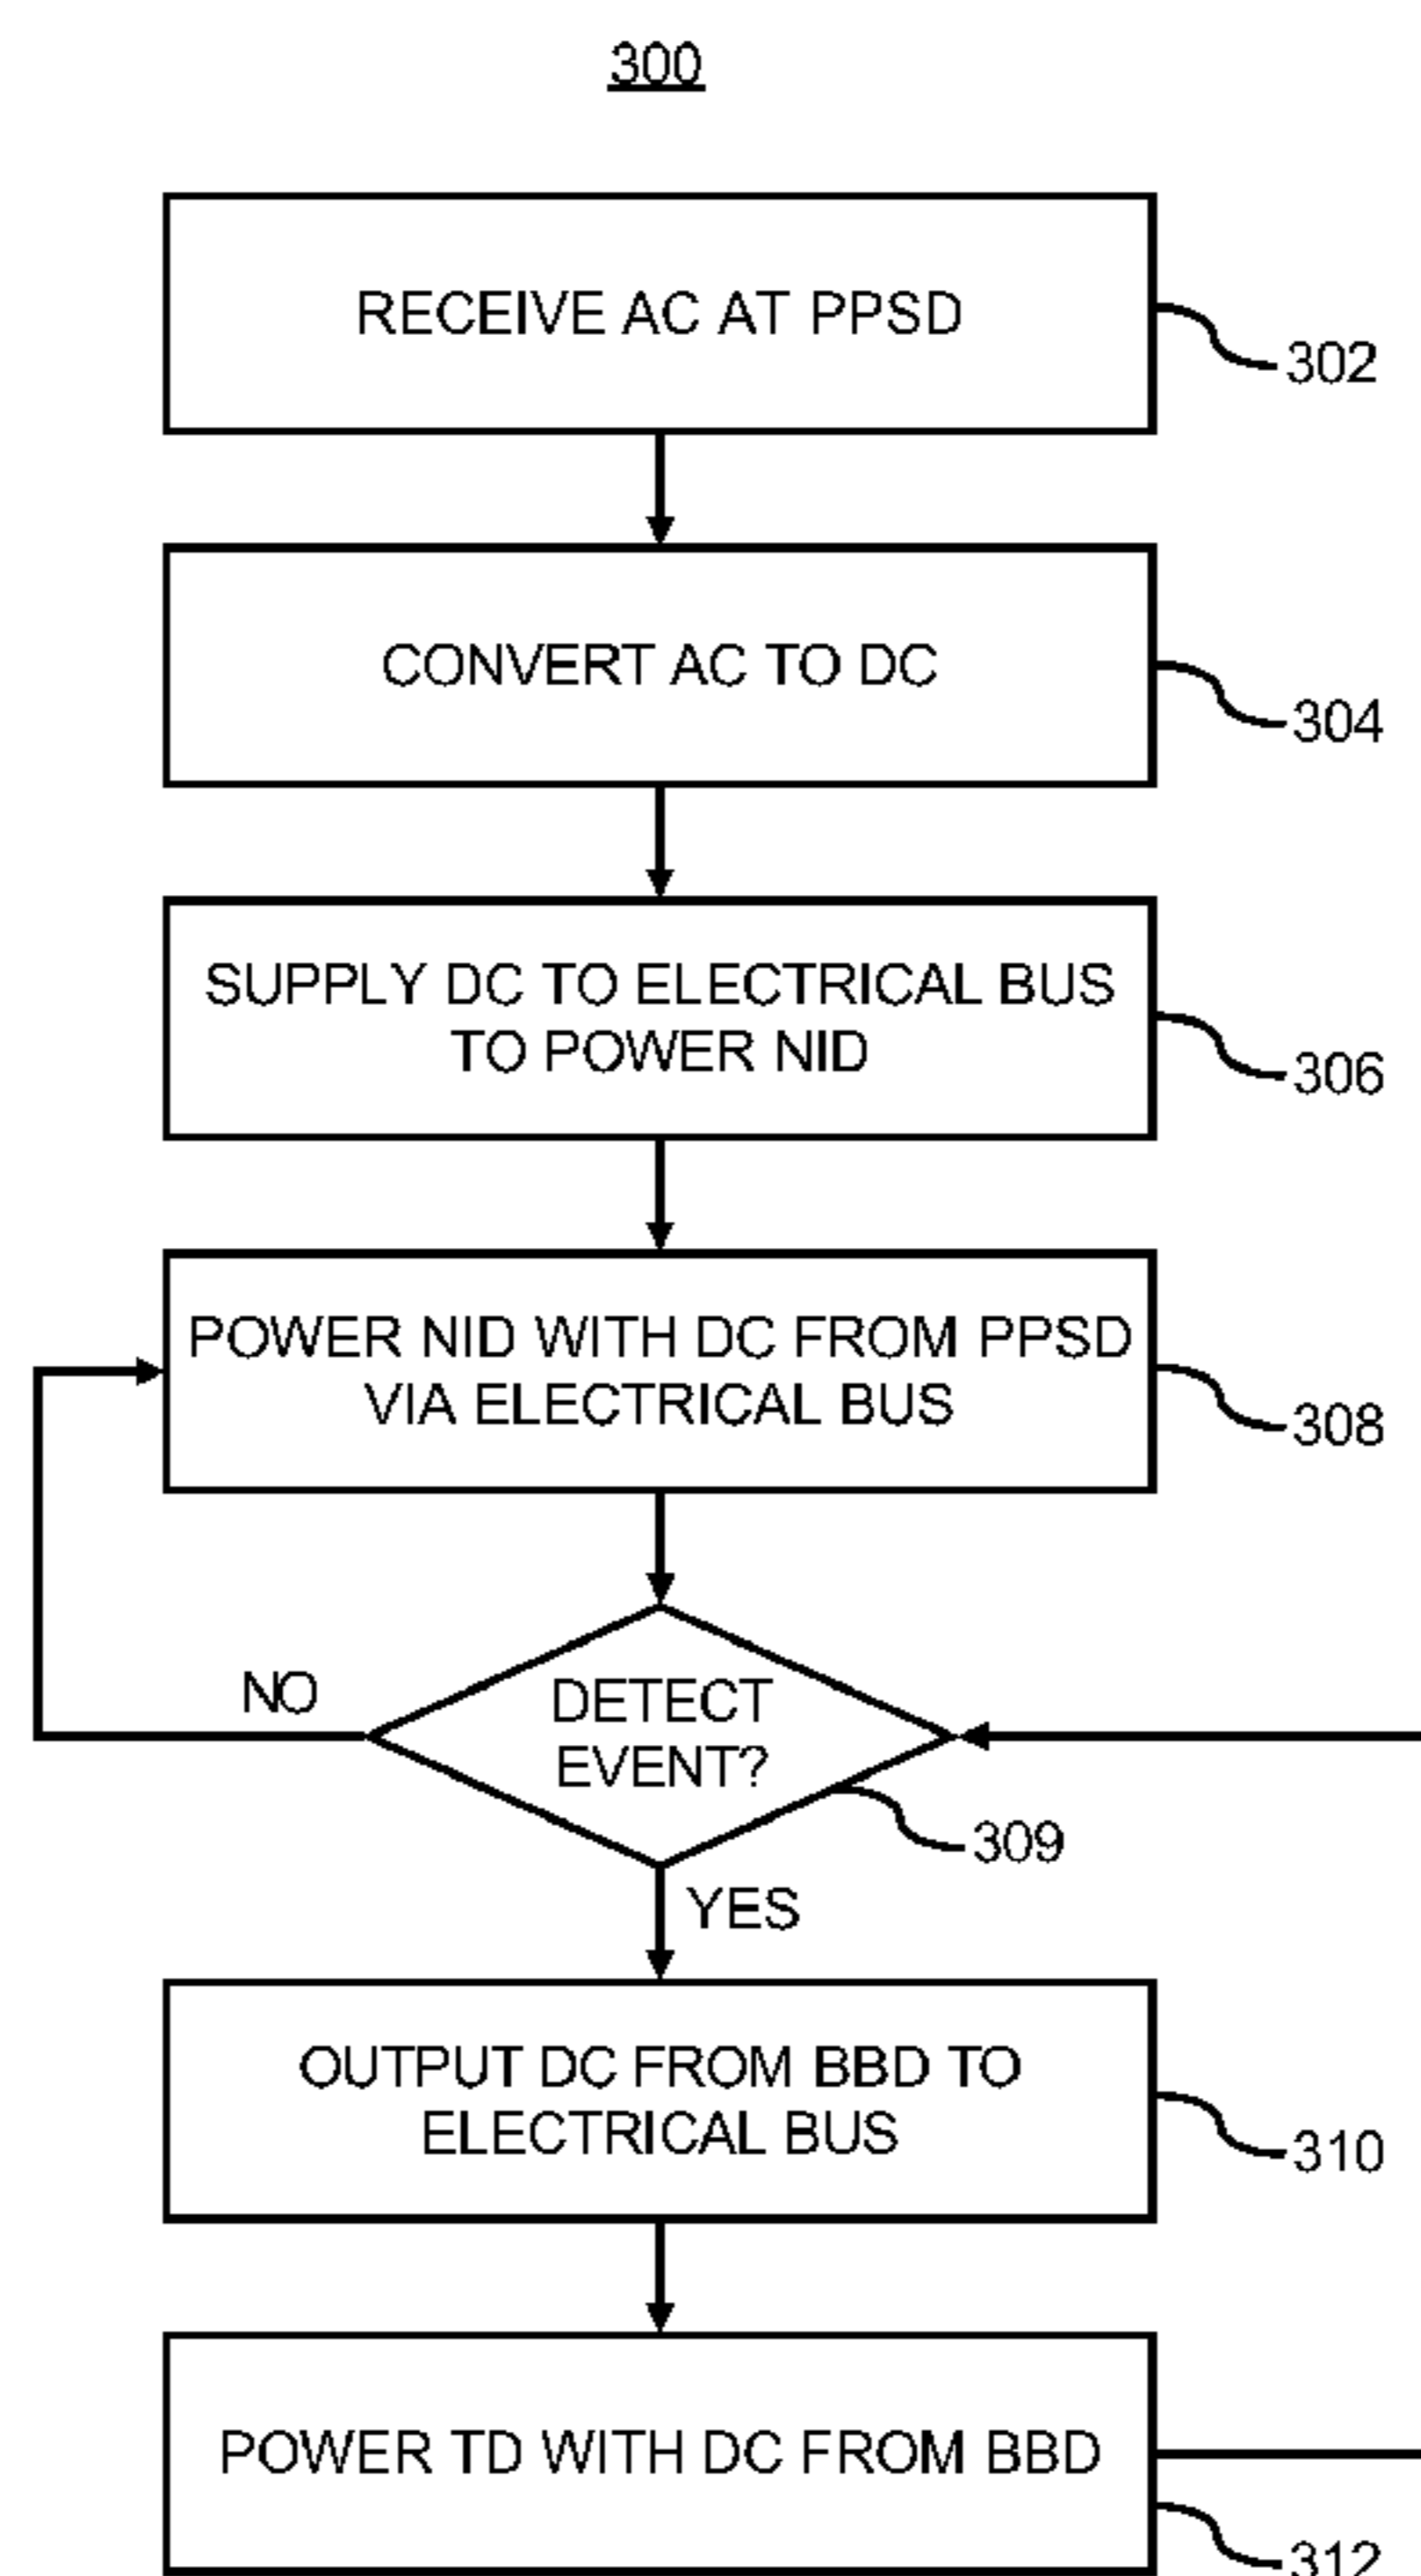 300
RECEIVE AC AT PPSD
302
CONVERT AC TO DC
304
SUPPLY DC TO ELECTRICAL BUS
TO POWER NID
306
POWER NID WITH DC FROM PPSD
VIA ELECTRICAL BUS
308
NO
DETECT
EVENT?
309
YES
OUTPUT DC FROM BBD TO
ELECTRICAL BUS
310
POWER TD WITH DC FROM BBD
312